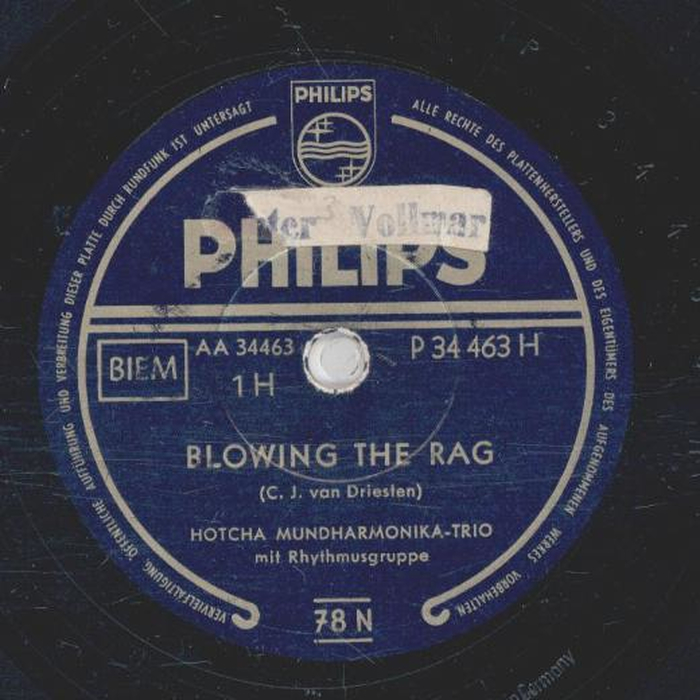 PHILIPS
ALLE RECHTE DES PLATTENHERSTELLERS UND DES EIGENTÜMERS DES AUFGENOMMENEN WERKES VORBEHALTEN
VERVIELFÄLTIGUNG, ÖFFENTLICHE AUFFÜHRUNG UND VERBREITUNG DIESER PLATTE DURCH RUNDFUNK IST UNTERSAGT
Vollmar
PHILIPS
BIEM
AA 34463
1 H
P 34 463 H
BLOWING THE RAG
(C. J. van Driesten)
HOTCHA MUNDHARMONIKA-TRIO
mit Rhythmusgruppe
78 N
Germany